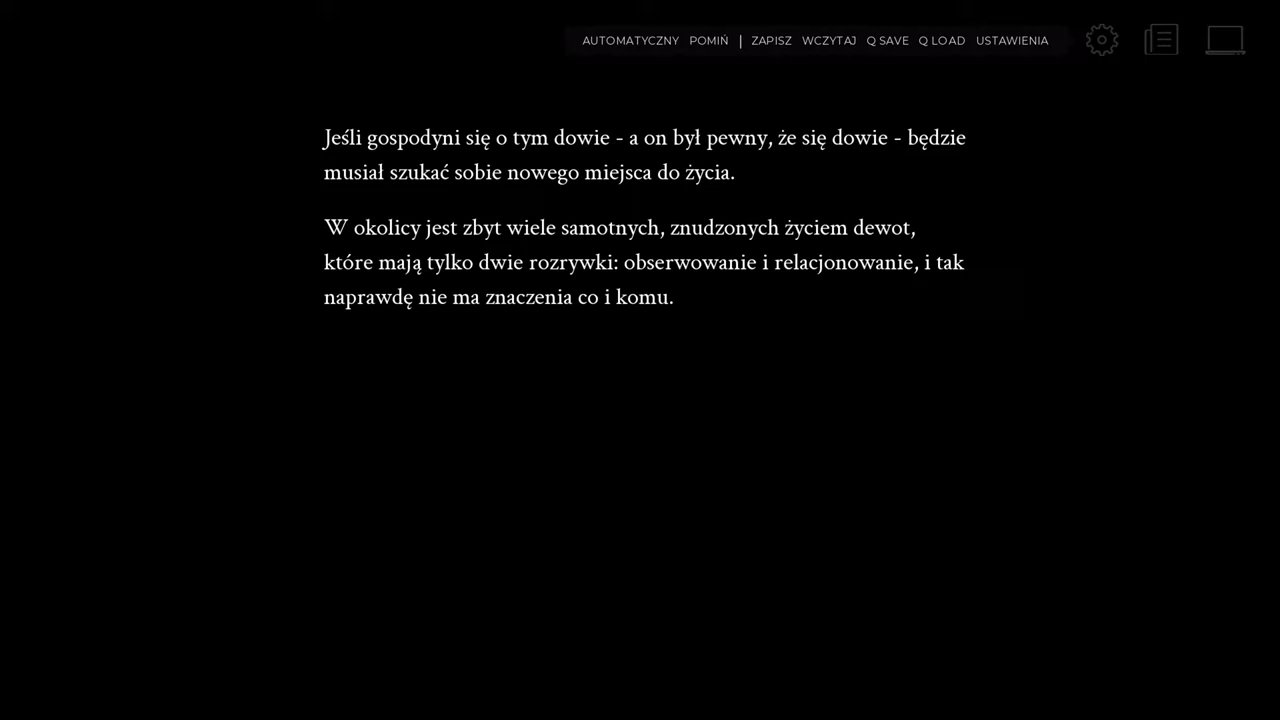 AUTOMATYCZNY POMIŃ | ZAPISZ WCZYTAJ Q SAVE Q LOAD USTAWIENIA
Jeśli gospodyni się o tym dowie - a on był pewny, że się dowie - będzie
musiał szukać sobie nowego miejsca do życia.
W okolicy jest zbyt wiele samotnych, znudzonych życiem dewot,
które mają tylko dwie rozrywki: obserwowanie i relacjonowanie, i tak
naprawdę nie ma znaczenia co i komu.